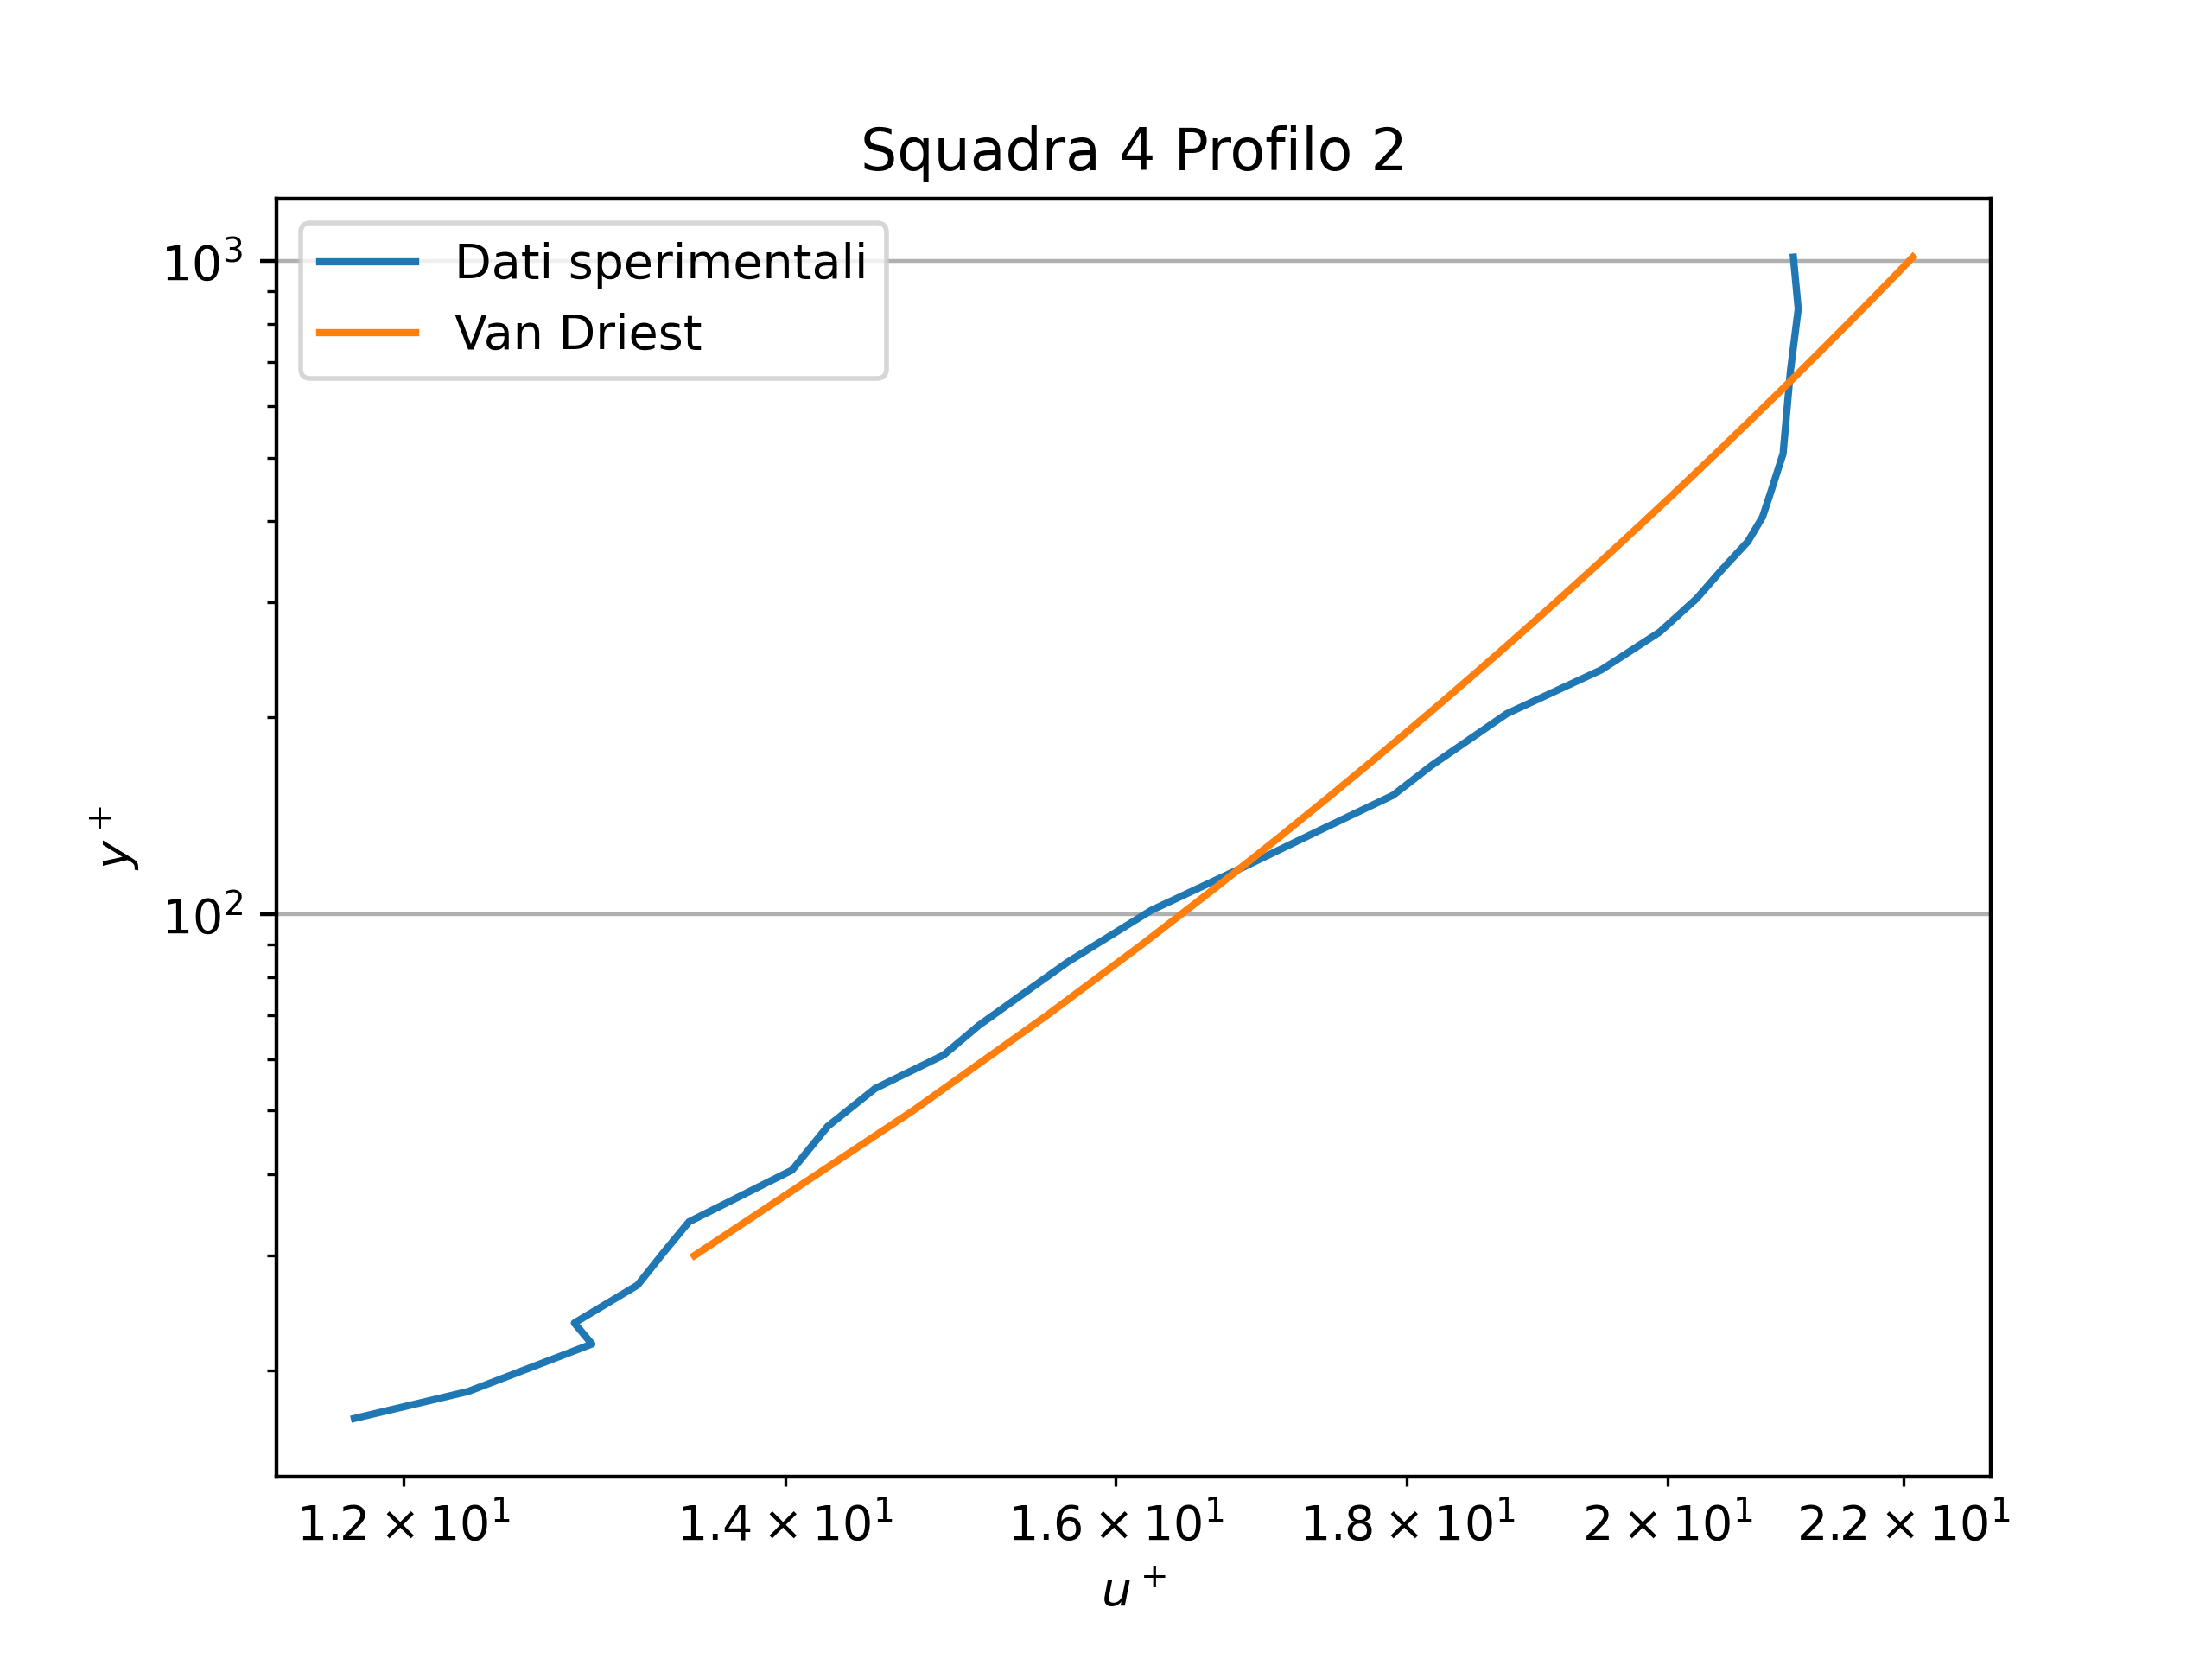 Squadra 4 Profilo 2
Dati sperimentali
Van Driest
10³
10²
y⁺
1.2 × 10¹ 1.4 × 10¹ 1.6 × 10¹ 1.8 × 10¹ 2 × 10¹ 2.2 × 10¹
u⁺